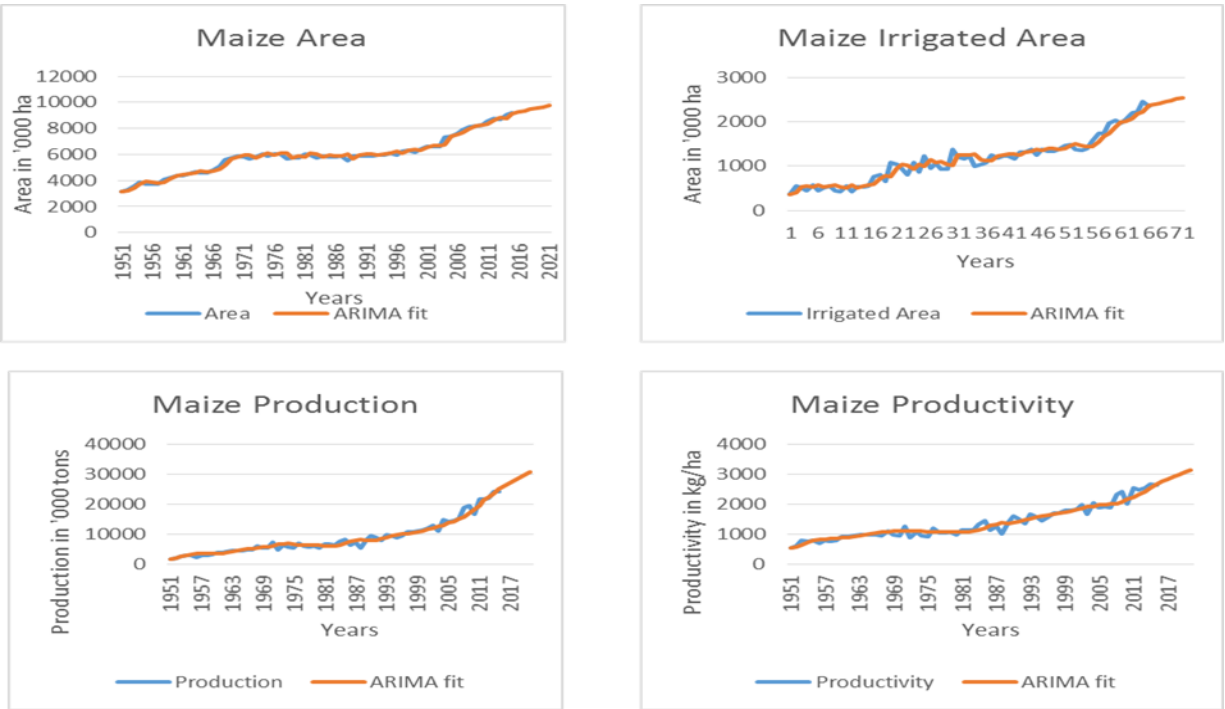 Maize Area
12000
10000
8000
6000
4000
2000
0
Area in '000 ha
1951 1956 1961 1966 1971 1976 1981 1986 1991 1996 2001 2006 2011 2016 2021
Years
Area ARIMA fit
Maize Irrigated Area
3000
2000
1000
0
Area in '000 ha
1 6 11 16 21 26 31 36 41 46 51 56 61 66 71
Years
Irrigated Area ARIMA fit
Maize Production
40000
30000
20000
10000
0
Production in '000 tons
1951 1957 1963 1969 1975 1981 1987 1993 1999 2005 2011 2017
Years
Production ARIMA fit
Maize Productivity
4000
3000
2000
1000
0
Productivity in kg/ha
1951 1957 1963 1969 1975 1981 1987 1993 1999 2005 2011 2017
Years
Productivity ARIMA fit